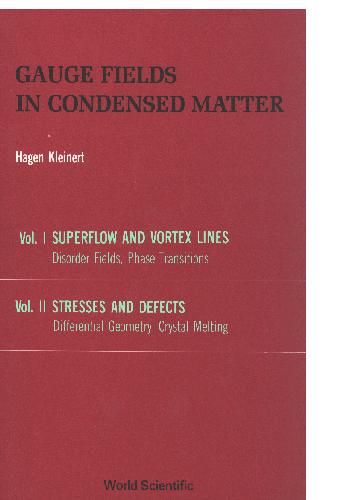 GAUGE FIELDS
IN CONDENSED MATTER
Hagen Kleinert
Vol. I SUPERFLOW AND VORTEX LINES
Disorder Fields, Phase Transitions
Vol. II STRESSES AND DEFECTS
Differential Geometry, Crystal Melting
World Scientific